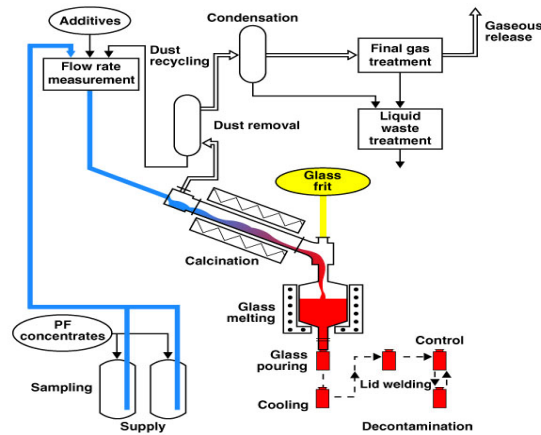 Additives
Condensation
Gaseous
release
Dust
recycling
Flow rate
measurement
Final gas
treatment
Dust removal
Liquid
waste
treatment
Glass
frit
Calcination
Glass
melting
PF
concentrates
Control
Glass
pouring
Lid welding
Sampling
Cooling
Supply
Decontamination